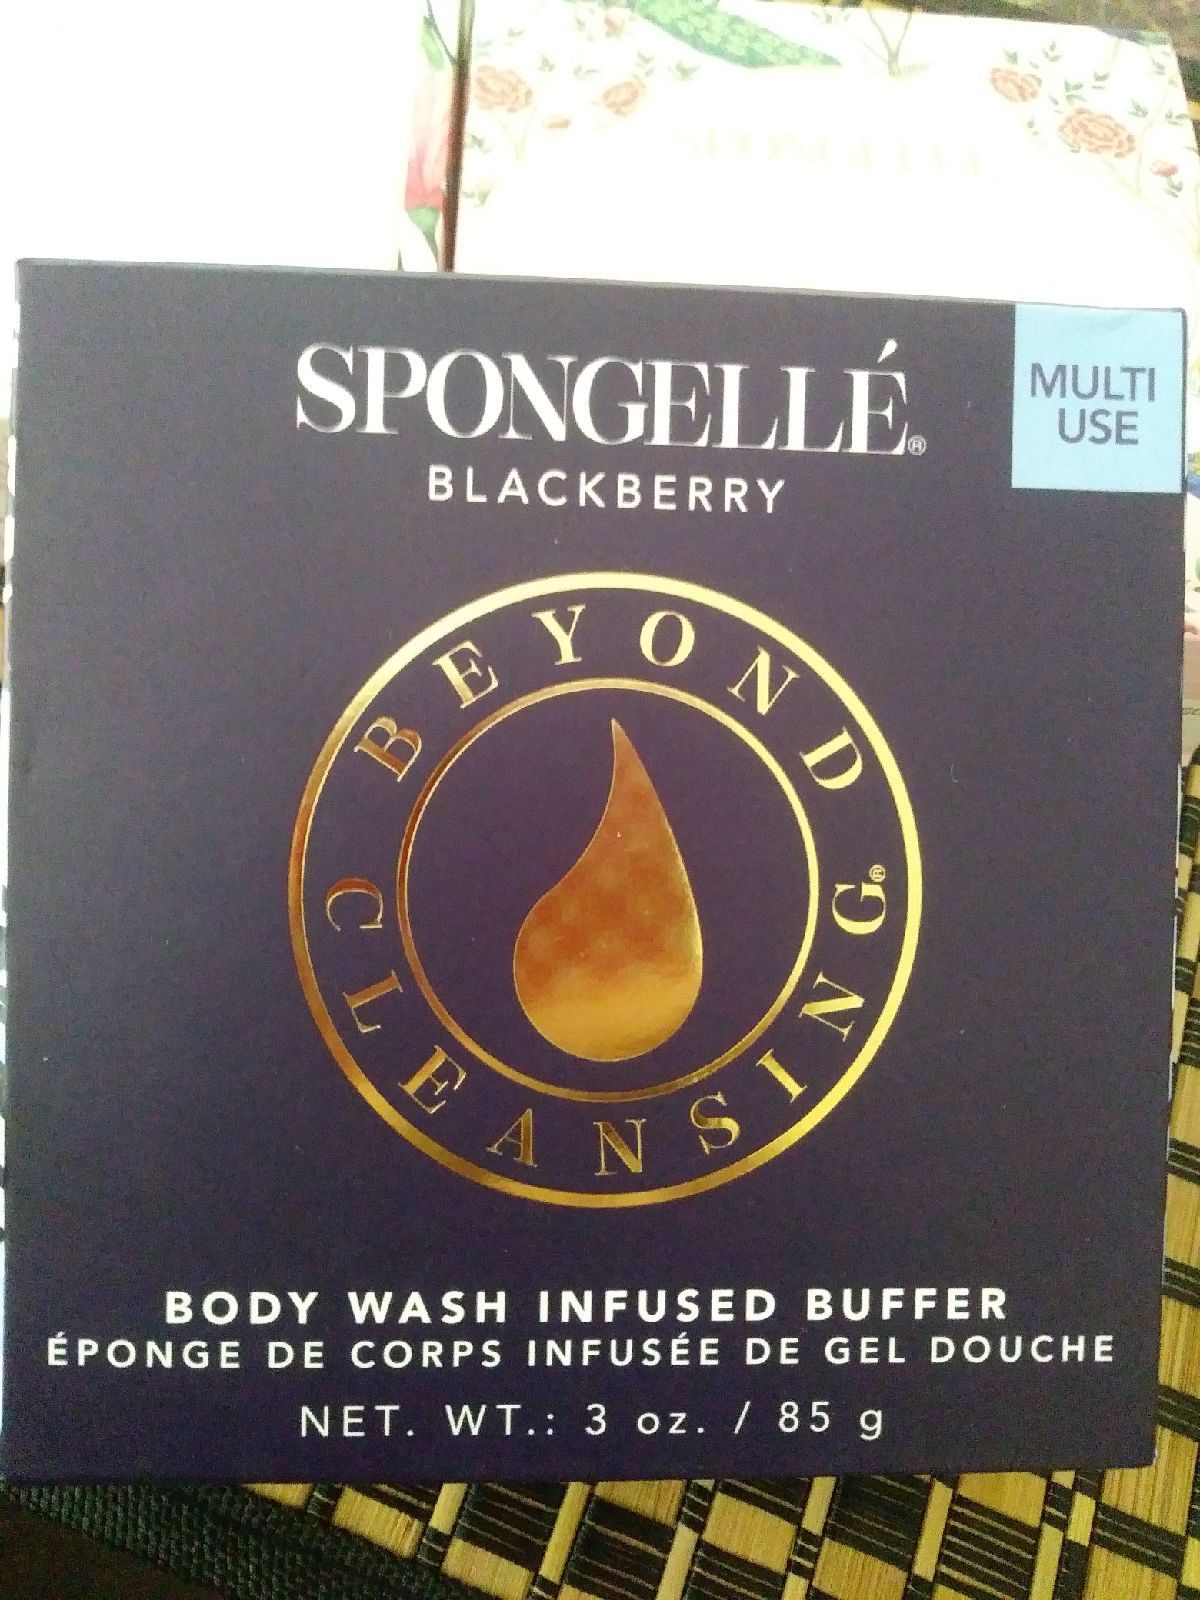 SPONGELLÉ
SPONGELLÉ®
MULTI
USE
BLACKBERRY
BEYOND
CLEANSING®
BODY WASH INFUSED BUFFER
ÉPONGE DE CORPS INFUSÉE DE GEL DOUCHE
NET. WT.: 3 oz. / 85 g